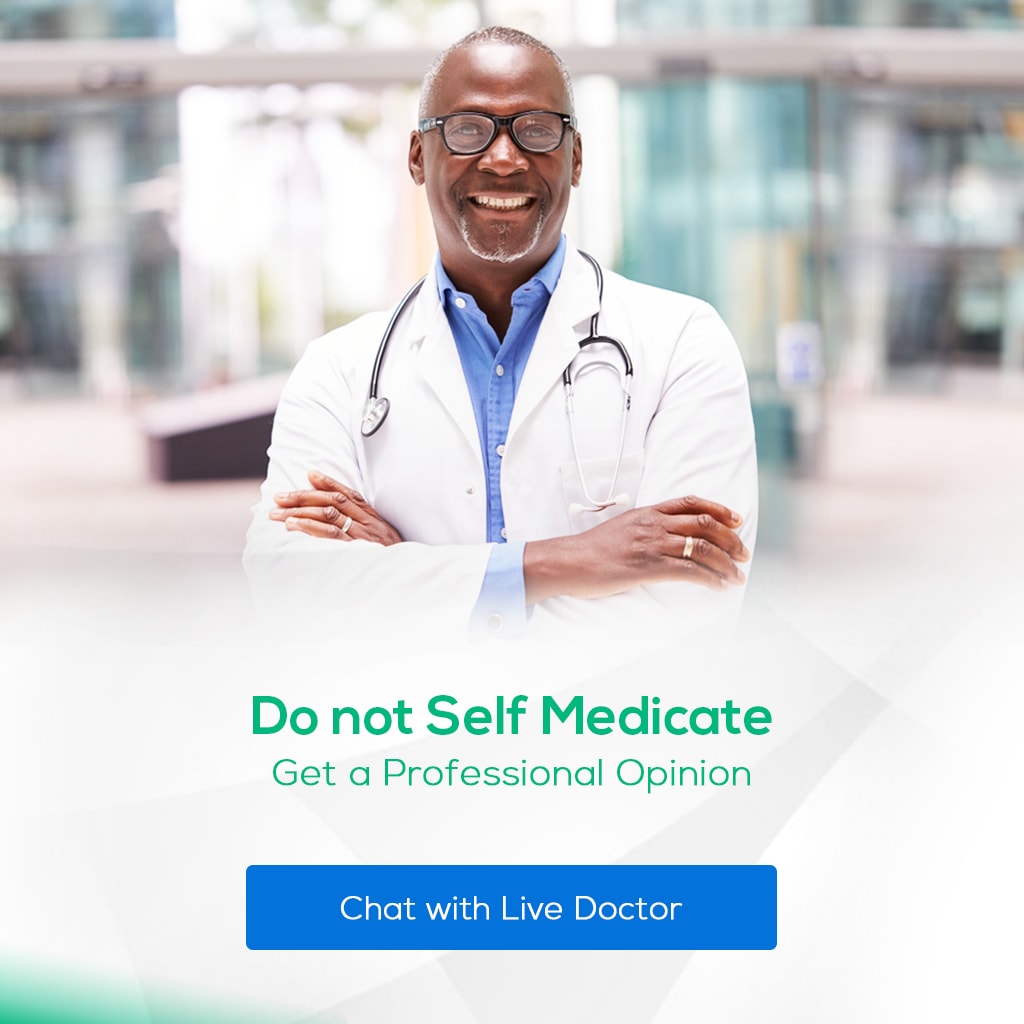 Do not Self Medicate
Get a Professional Opinion
Chat with Live Doctor